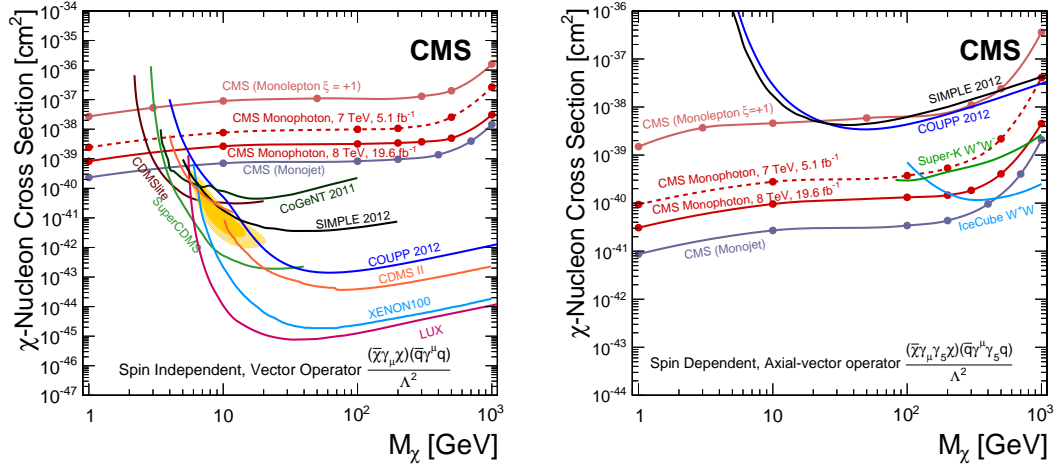 CMS
χ-Nucleon Cross Section [cm²]
10⁻³⁶
10⁻³⁷
10⁻³⁸
10⁻³⁹
10⁻⁴⁰
10⁻⁴¹
10⁻⁴²
10⁻⁴³
10⁻⁴⁴
10⁻⁴⁵
10⁻⁴⁶
10⁻⁴⁷
CMS (Monolepton ξ = +1)
CMS Monophoton, 7 TeV, 5.1 fb⁻¹
CMS Monophoton, 8 TeV, 19.6 fb⁻¹
CMS (Monojet)
CDMSlite
SuperCDMS
CoGeNT 2011
SIMPLE 2012
COUPP 2012
CDMS II
XENON100
LUX
Spin Independent, Vector Operator (χ̅γ_μχ)(q̅γ^μq)/Λ²
1 10 10² 10³
M_χ [GeV]
CMS
χ-Nucleon Cross Section [cm²]
10⁻³⁶
10⁻³⁷
10⁻³⁸
10⁻³⁹
10⁻⁴⁰
10⁻⁴¹
10⁻⁴²
10⁻⁴³
10⁻⁴⁴
SIMPLE 2012
CMS (Monolepton ξ=+1)
COUPP 2012
Super-K W⁺W⁻
CMS Monophoton, 7 TeV, 5.1 fb⁻¹
CMS Monophoton, 8 TeV, 19.6 fb⁻¹
IceCube W⁺W⁻
CMS (Monojet)
Spin Dependent, Axial-vector operator (χ̅γ_μγ₅χ)(q̅γ^μγ₅q)/Λ²
1 10 10² 10³
M_χ [GeV]